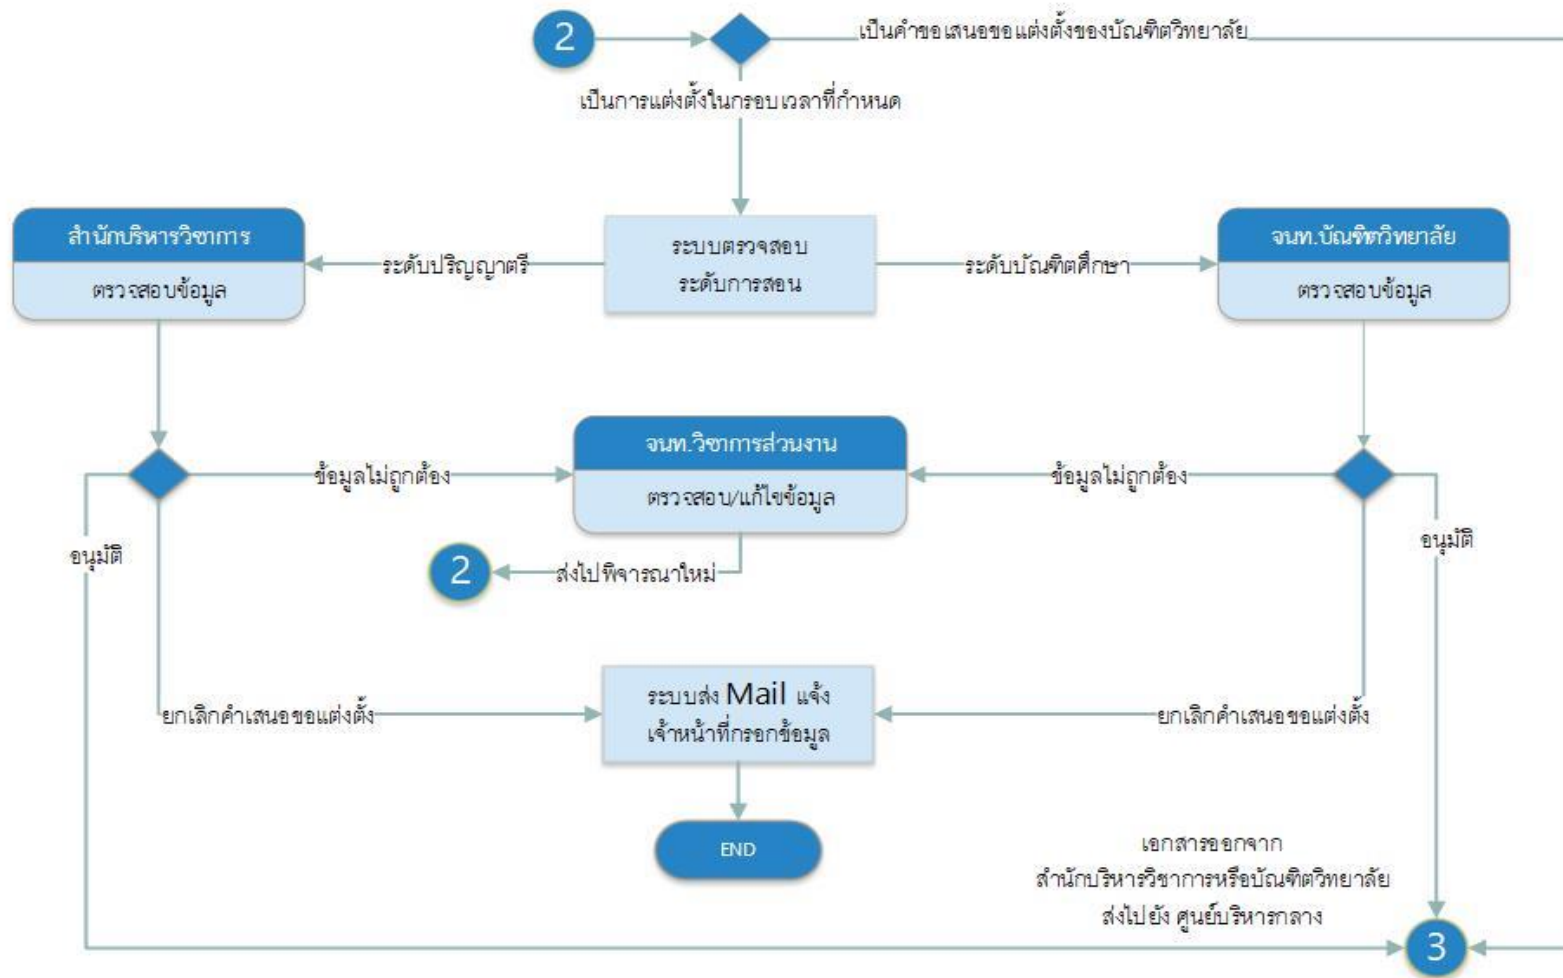 2
เป็นคำขอเสนอขอแต่งตั้งของบัณฑิตวิทยาลัย
เป็นการแต่งตั้งในกรอบเวลาที่กำหนด
สำนักบริหารวิชาการ
ตรวจสอบข้อมูล
ระดับปริญญาตรี
ระบบตรวจสอบ
ระดับการสอน
ระดับบัณฑิตศึกษา
จนท.บัณฑิตวิทยาลัย
ตรวจสอบข้อมูล
ข้อมูลไม่ถูกต้อง
จนท.วิชาการส่วนงาน
ตรวจสอบ/แก้ไขข้อมูล
ข้อมูลไม่ถูกต้อง
อนุมัติ
2
ส่งไปพิจารณาใหม่
อนุมัติ
ยกเลิกคำเสนอขอแต่งตั้ง
ระบบส่ง Mail แจ้ง
เจ้าหน้าที่กรอกข้อมูล
ยกเลิกคำเสนอขอแต่งตั้ง
END
เอกสารออกจาก
สำนักบริหารวิชาการหรือบัณฑิตวิทยาลัย
ส่งไปยัง ศูนย์บริหารกลาง
3